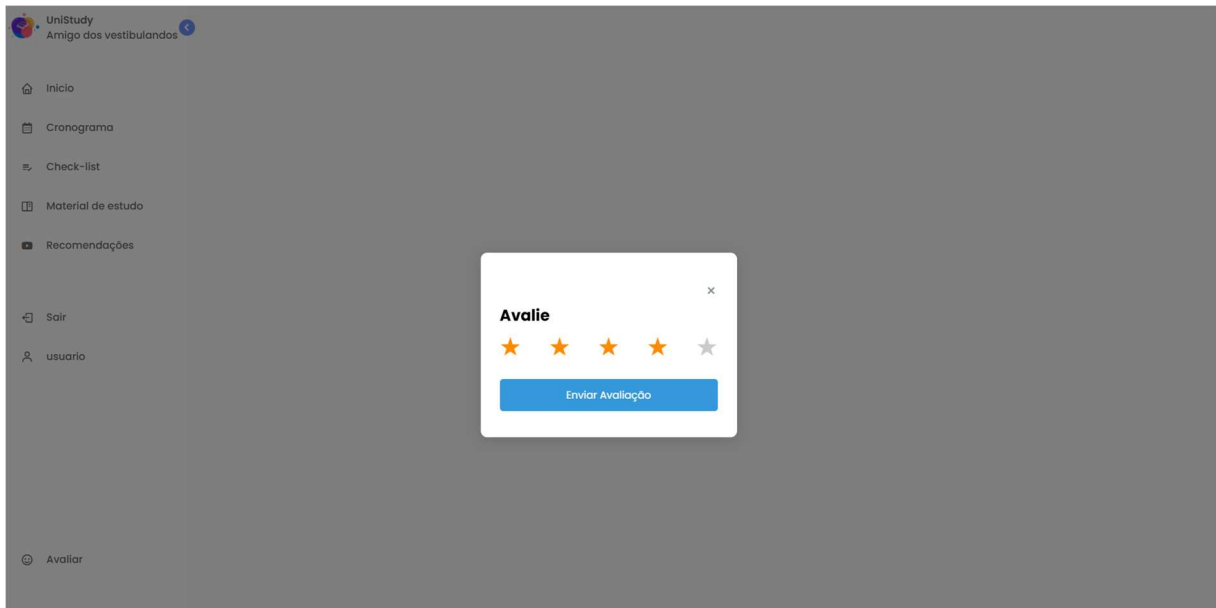 UniStudy
Amigo dos vestibulandos
Inicio
Cronograma
Check-list
Material de estudo
Recomendações
Sair
usuario
Avaliar
×
Avalie
Enviar Avaliação